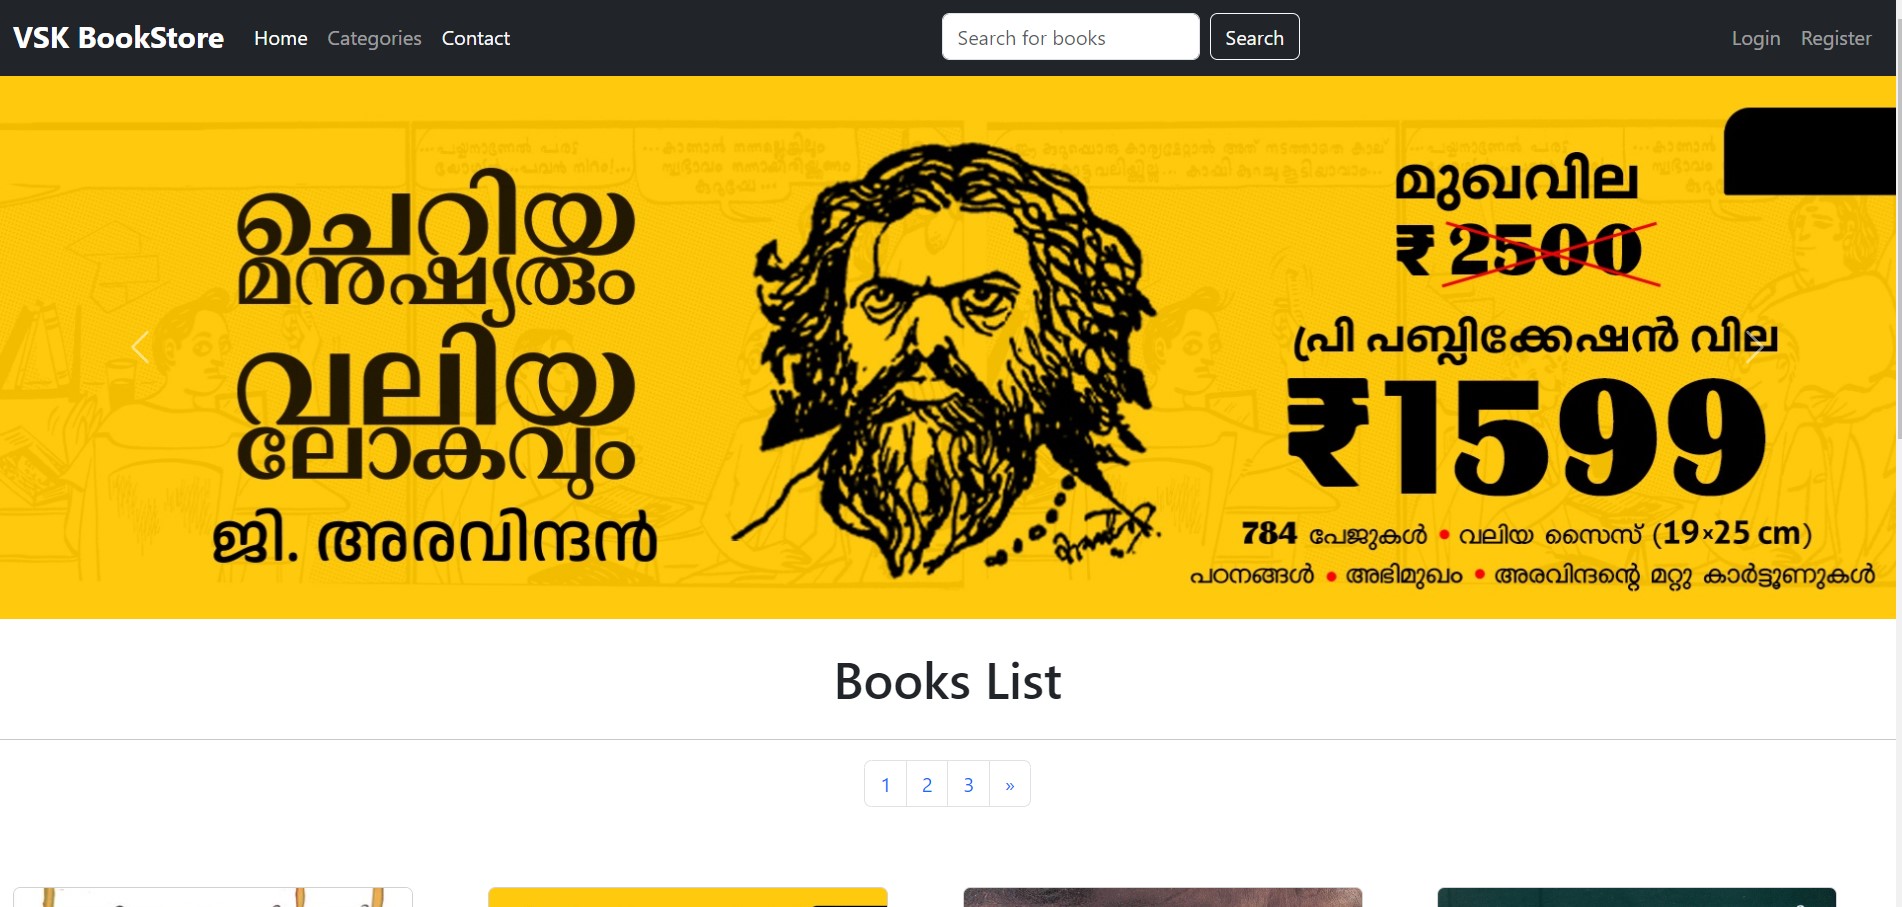 VSK BookStore Home Categories Contact Search for books Search Login Register
ചെറിയ
മനുഷ്യരും
വലിയ
ലോകവും
ജി. അരവിന്ദൻ
മുഖവില
₹ 2500
പ്രി പബ്ലിക്കേഷൻ വില
₹1599
784 പേജുകൾ • വലിയ സൈസ് (19×25 cm)
പഠനങ്ങൾ • അഭിമുഖം • അരവിന്ദന്റെ മറ്റു കാർട്ടൂണുകൾ
Books List
1 2 3 »